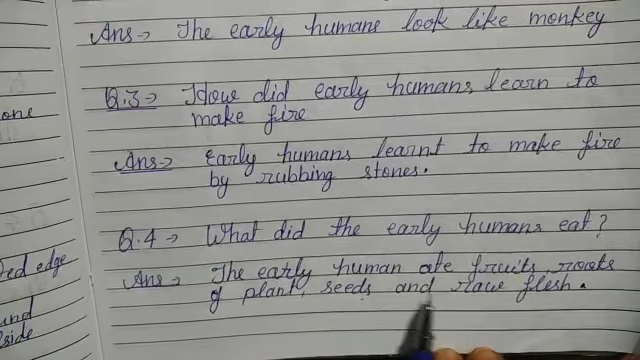 Ans → The early humans look like monkey
one
Q.3 → How did early humans learn to
make fire
Ans → Early humans learnt to make fire
by rubbing stones.
Q.4 → What did the early humans eat?
ed edge
Ans → The early human ate fruits, roots
of plant, seeds and raw flesh.
und
side